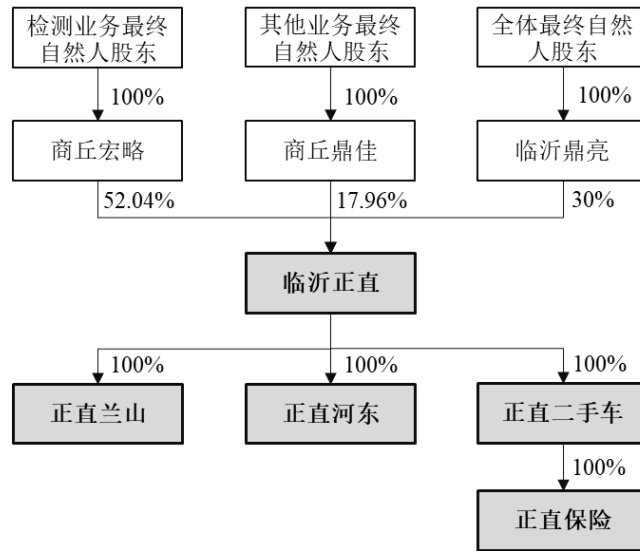 检测业务最终
自然人股东
其他业务最终
自然人股东
全体最终自然
人股东
100%
100%
100%
商丘宏略
商丘鼎佳
临沂鼎亮
52.04%
17.96%
30%
临沂正直
100%
100%
100%
正直兰山
正直河东
正直二手车
100%
正直保险